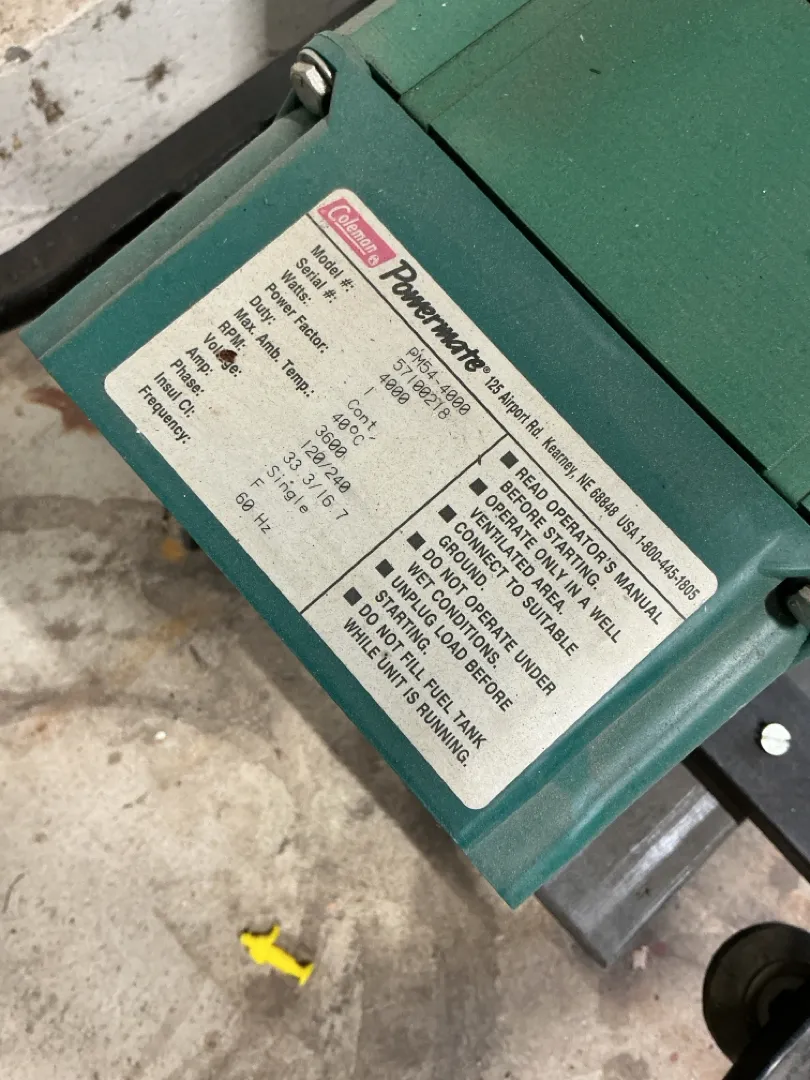 Coleman
Powermate® 125 Airport Rd. Kearney, NE 68848 USA 1-800-445-1805
Model #: PM54-4000
Serial #: 57100218
Watts: 4000
Power Factor: 1
Duty: Cont.
Max. Amb. Temp.: 40°C
RPM: 3600
Voltage: 120/240
Amp: 33.3/16.7
Phase: Single
Insul Cl: F
Frequency: 60 Hz
■ READ OPERATOR'S MANUAL
BEFORE STARTING.
■ OPERATE ONLY IN A WELL
VENTILATED AREA.
■ CONNECT TO SUITABLE
GROUND.
■ DO NOT OPERATE UNDER
WET CONDITIONS.
■ UNPLUG LOAD BEFORE
STARTING.
■ DO NOT FILL FUEL TANK
WHILE UNIT IS RUNNING.